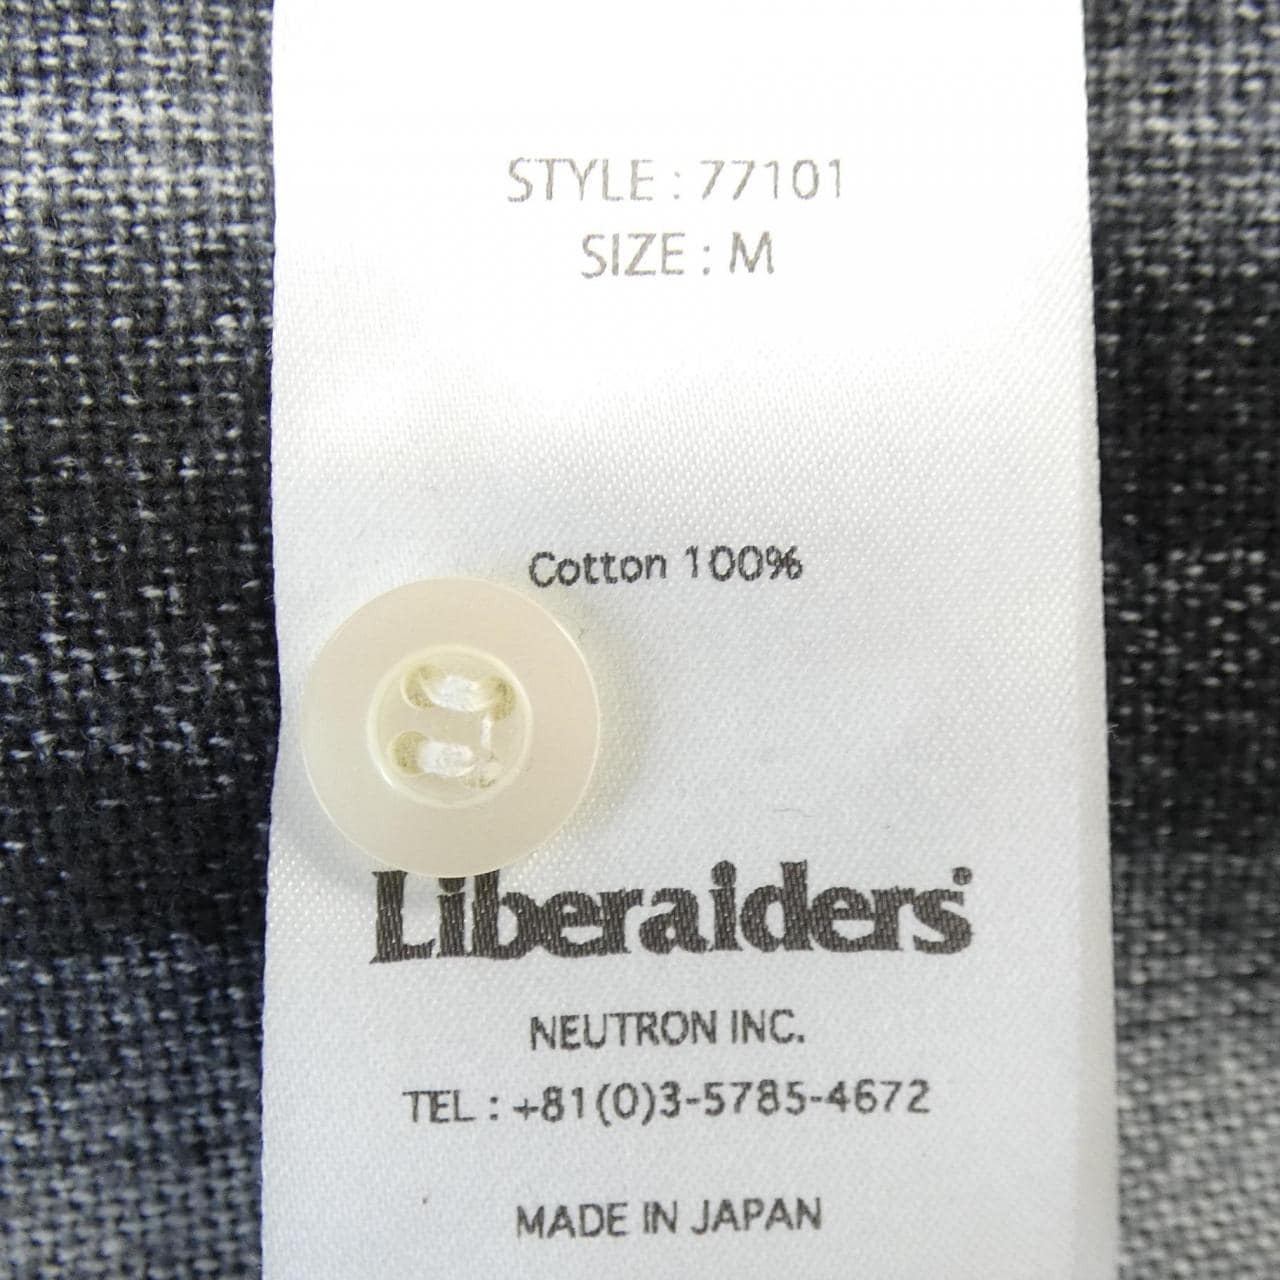 STYLE : 77101
SIZE : M
Cotton 100%
Liberaiders
NEUTRON INC.
TEL : +81(0)3-5785-4672
MADE IN JAPAN